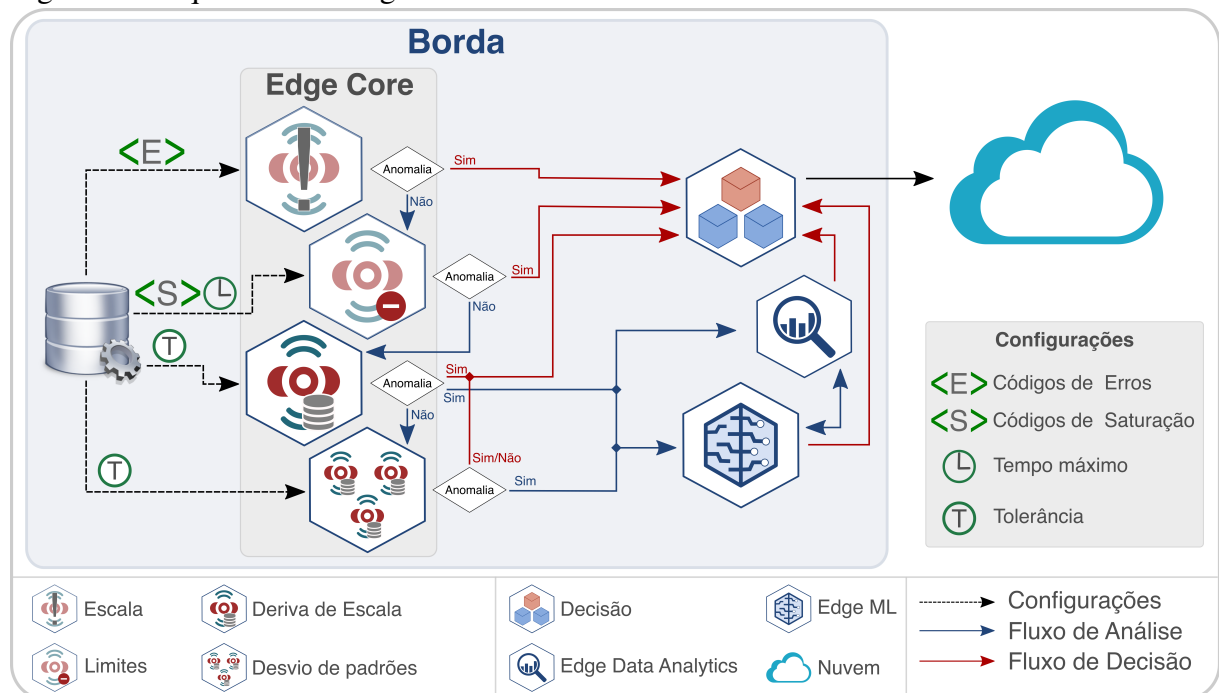 Borda
Edge Core
<E>
Anomalia
Sim
Não
<S>
Anomalia
Sim
Não
T
Anomalia
Sim
Sim
Não
T
Sim/Não
Anomalia
Sim
Configurações
<E> Códigos de Erros
<S> Códigos de Saturação
Tempo máximo
T Tolerância
Escala
Deriva de Escala
Limites
Desvio de padrões
Decisão
Edge ML
Edge Data Analytics
Nuvem
Configurações
Fluxo de Análise
Fluxo de Decisão